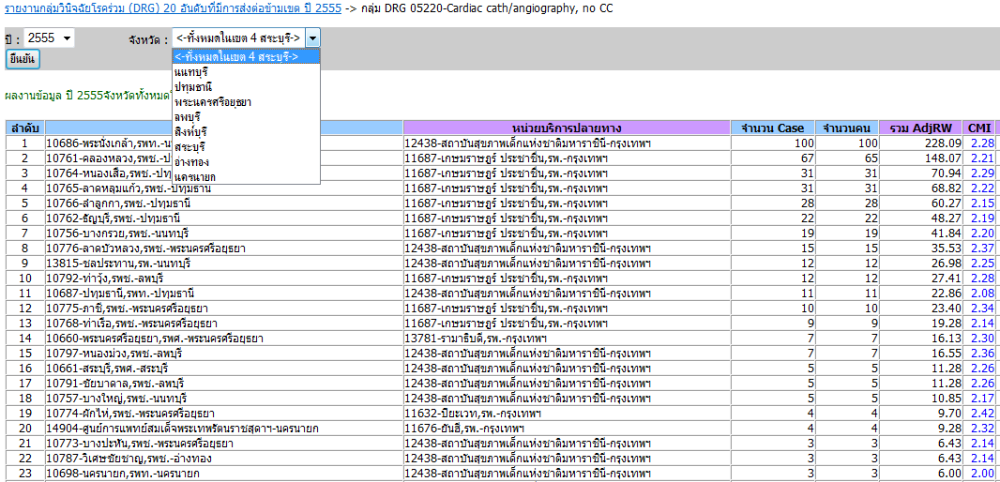 รายงานกลุ่มวินิจฉัยโรคร่วม (DRG) 20 อันดับที่มีการส่งต่อข้ามเขต ปี 2555 -> กลุ่ม DRG 05220-Cardiac cath/angiography, no CC
ปี : 2555 จังหวัด : <-ทั้งหมดในเขต 4 สระบุรี->
ยืนยัน
<-ทั้งหมดในเขต 4 สระบุรี->
นนทบุรี
ปทุมธานี
พระนครศรีอยุธยา
ลพบุรี
สิงห์บุรี
สระบุรี
อ่างทอง
นครนายก
ผลงานข้อมูล ปี 2555จังหวัดทั้งหมด
ลำดับ หน่วยบริการปลายทาง จำนวน Case จำนวนคน รวม AdjRW CMI
1 10686-พระนั่งเกล้า,รพท.-น 12438-สถาบันสุขภาพเด็กแห่งชาติมหาราชินี-กรุงเทพฯ 100 100 228.09 2.28
2 10761-คลองหลวง,รพช.-ป 11687-เกษมราษฎร์ ประชาชื่น,รพ.-กรุงเทพฯ 67 65 148.07 2.21
3 10764-หนองเสือ,รพช.-ปทุ 11687-เกษมราษฎร์ ประชาชื่น,รพ.-กรุงเทพฯ 31 31 70.94 2.29
4 10765-ลาดหลุมแก้ว,รพช.-ปทุมธานี 11687-เกษมราษฎร์ ประชาชื่น,รพ.-กรุงเทพฯ 31 31 68.82 2.22
5 10766-ลำลูกกา,รพช.-ปทุมธานี 11687-เกษมราษฎร์ ประชาชื่น,รพ.-กรุงเทพฯ 28 28 60.27 2.15
6 10762-ธัญบุรี,รพช.-ปทุมธานี 11687-เกษมราษฎร์ ประชาชื่น,รพ.-กรุงเทพฯ 22 22 48.27 2.19
7 10756-บางกรวย,รพช.-นนทบุรี 11687-เกษมราษฎร์ ประชาชื่น,รพ.-กรุงเทพฯ 19 19 41.84 2.20
8 10776-ลาดบัวหลวง,รพช.-พระนครศรีอยุธยา 12438-สถาบันสุขภาพเด็กแห่งชาติมหาราชินี-กรุงเทพฯ 15 15 35.53 2.37
9 13815-ชลประทาน,รพ.-นนทบุรี 12438-สถาบันสุขภาพเด็กแห่งชาติมหาราชินี-กรุงเทพฯ 12 12 26.98 2.25
10 10792-ท่าวุ้ง,รพช.-ลพบุรี 11687-เกษมราษฎร์ ประชาชื่น,รพ.-กรุงเทพฯ 12 12 27.41 2.28
11 10687-ปทุมธานี,รพท.-ปทุมธานี 12438-สถาบันสุขภาพเด็กแห่งชาติมหาราชินี-กรุงเทพฯ 11 11 22.86 2.08
12 10775-ภาชี,รพช.-พระนครศรีอยุธยา 11687-เกษมราษฎร์ ประชาชื่น,รพ.-กรุงเทพฯ 10 10 23.40 2.34
13 10768-ท่าเรือ,รพช.-พระนครศรีอยุธยา 11687-เกษมราษฎร์ ประชาชื่น,รพ.-กรุงเทพฯ 9 9 19.28 2.14
14 10660-พระนครศรีอยุธยา,รพศ.-พระนครศรีอยุธยา 13781-รามาธิบดี,รพ.-กรุงเทพฯ 7 7 16.13 2.30
15 10797-หนองม่วง,รพช.-ลพบุรี 12438-สถาบันสุขภาพเด็กแห่งชาติมหาราชินี-กรุงเทพฯ 7 7 16.55 2.36
16 10661-สระบุรี,รพศ.-สระบุรี 12438-สถาบันสุขภาพเด็กแห่งชาติมหาราชินี-กรุงเทพฯ 5 5 11.28 2.26
17 10791-ชัยบาดาล,รพช.-ลพบุรี 12438-สถาบันสุขภาพเด็กแห่งชาติมหาราชินี-กรุงเทพฯ 5 5 11.28 2.26
18 10757-บางใหญ่,รพช.-นนทบุรี 12438-สถาบันสุขภาพเด็กแห่งชาติมหาราชินี-กรุงเทพฯ 5 5 10.85 2.17
19 10774-ผักไห่,รพช.-พระนครศรีอยุธยา 11632-ปิยะเวท,รพ.-กรุงเทพฯ 4 4 9.70 2.42
20 14904-ศูนย์การแพทย์สมเด็จพระเทพรัตนราชสุดาฯ-นครนายก 11676-ยันฮี,รพ.-กรุงเทพฯ 4 4 9.28 2.32
21 10773-บางปะหัน,รพช.-พระนครศรีอยุธยา 12438-สถาบันสุขภาพเด็กแห่งชาติมหาราชินี-กรุงเทพฯ 3 3 6.43 2.14
22 10787-วิเศษชัยชาญ,รพช.-อ่างทอง 12438-สถาบันสุขภาพเด็กแห่งชาติมหาราชินี-กรุงเทพฯ 3 3 6.43 2.14
23 10698-นครนายก,รพท.-นครนายก 12438-สถาบันสุขภาพเด็กแห่งชาติมหาราชินี-กรุงเทพฯ 3 3 6.00 2.00